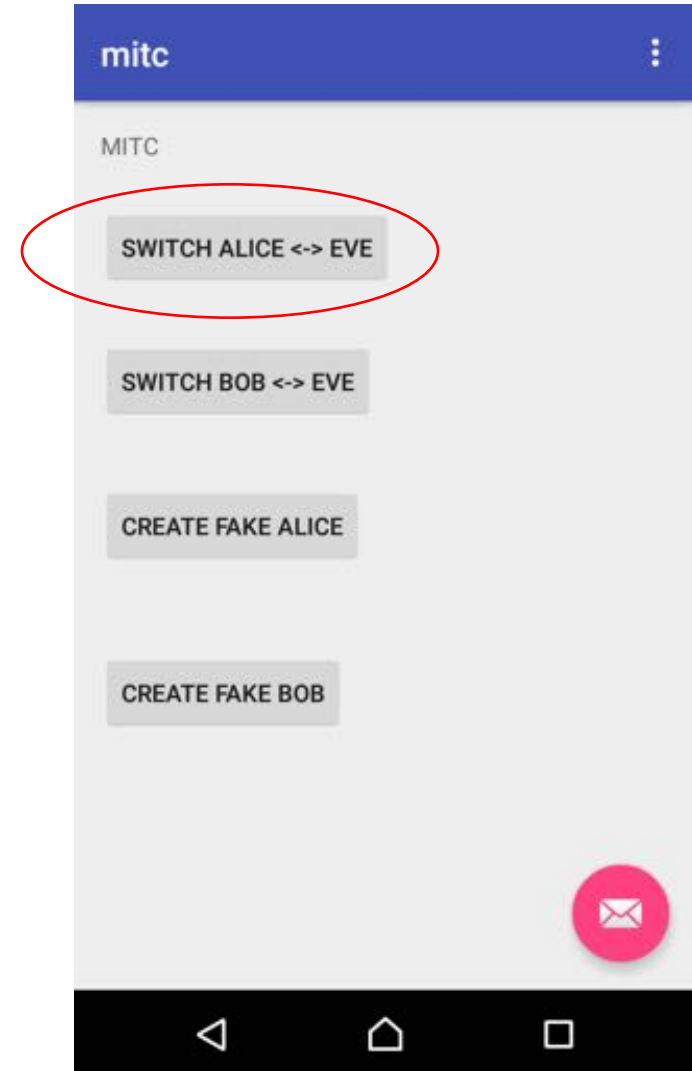 mitc
MITC
SWITCH ALICE <-> EVE
SWITCH BOB <-> EVE
CREATE FAKE ALICE
CREATE FAKE BOB